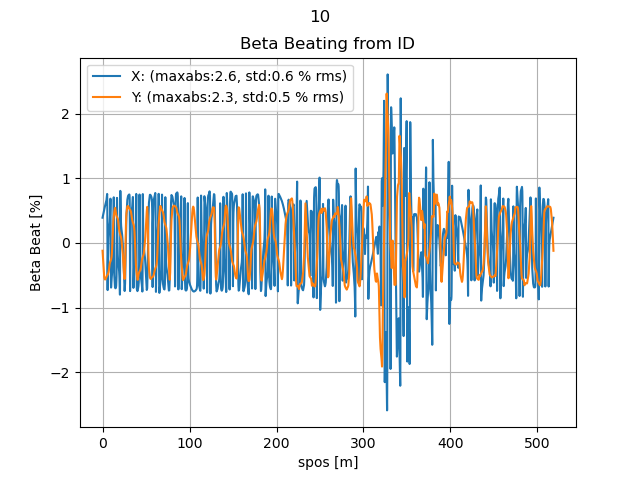 10
Beta Beating from ID
X: (maxabs:2.6, std:0.6 % rms)
Y: (maxabs:2.3, std:0.5 % rms)
Beta Beat [%]
2
1
0
−1
−2
0 100 200 300 400 500
spos [m]